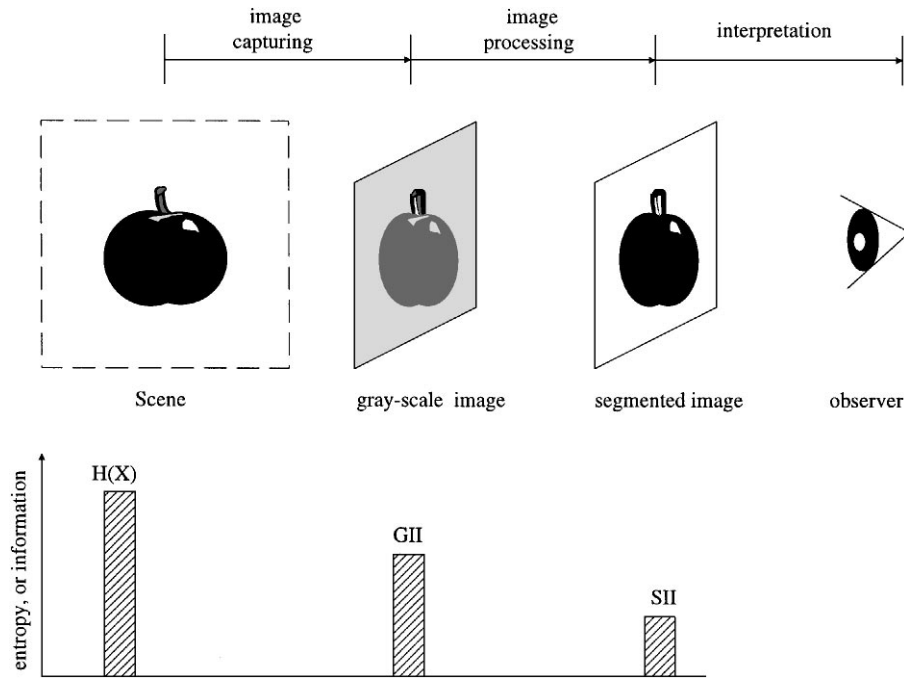 image
capturing
image
processing
interpretation
Scene
gray-scale image
segmented image
observer
entropy, or information
H(X)
GII
SII